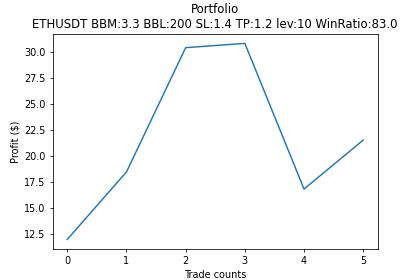 Portfolio
ETHUSDT BBM:3.3 BBL:200 SL:1.4 TP:1.2 lev:10 WinRatio:83.0
30.0
27.5
25.0
22.5
20.0
17.5
15.0
12.5
Profit ($)
0 1 2 3 4 5
Trade counts